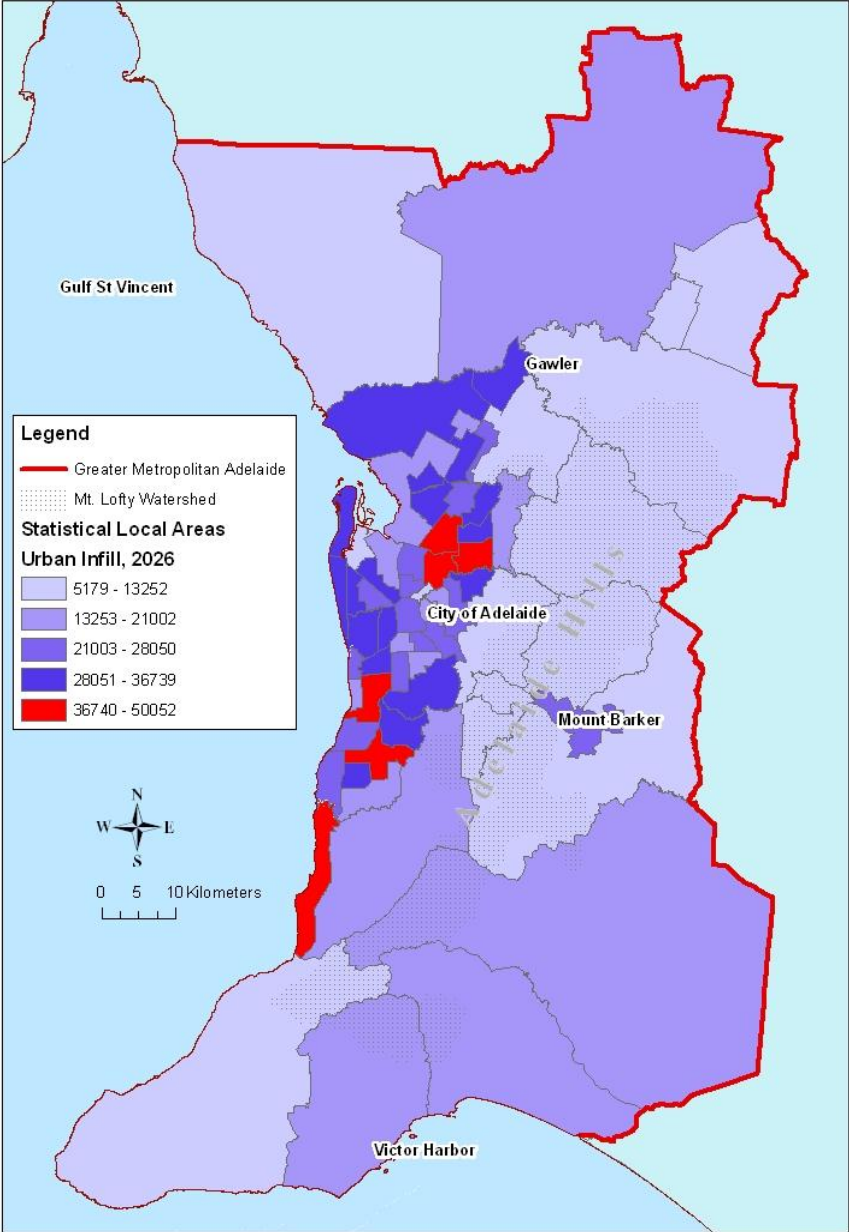 Gulf St Vincent
Gawler
Legend
Greater Metropolitan Adelaide
Mt. Lofty Watershed
Statistical Local Areas
Urban Infill, 2026
5179 - 13252
13253 - 21002
21003 - 28050
28051 - 36739
36740 - 50052
City of Adelaide
Adelaide Hills
Mount Barker
N
W E
S
0 5 10 Kilometers
Victor Harbor